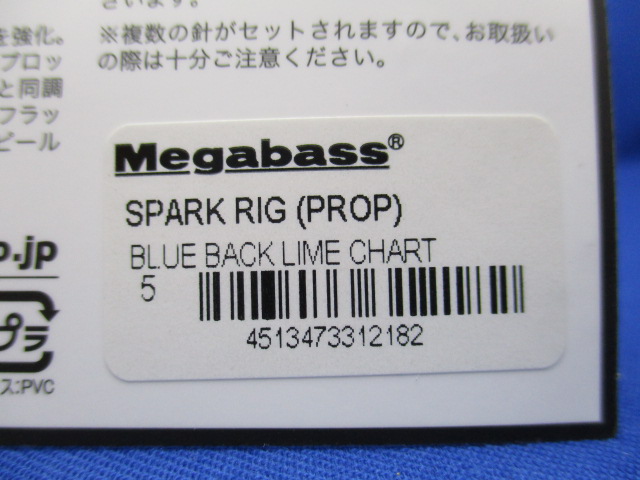 さいます。
※複数の針がセットされますので、お取扱い
の際は十分ご注意ください。
を強化。
プロッ
と同調
フラッ
ピール
Megabass®
SPARK RIG (PROP)
BLUE BACK LIME CHART
5
4513473312182
o.jp
プラ
ス:PVC